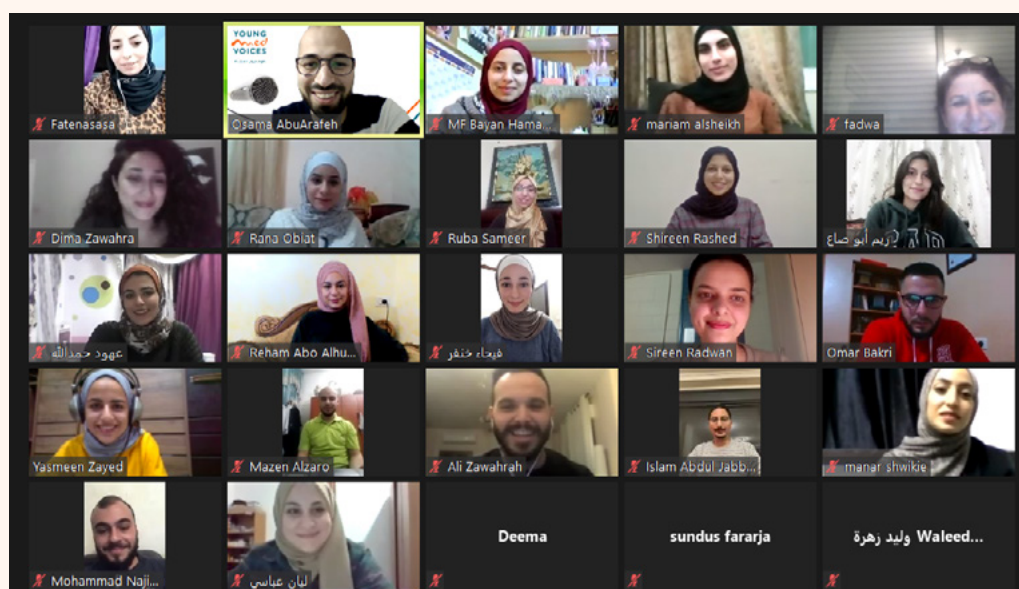 YOUNG
med
VOICES
Fatenasasa
Osama AbuArafeh
MF Bayan Hama...
mariam alsheikh
fadwa
Dima Zawahra
Rana Obiat
Ruba Sameer
Shireen Rashed
ريم أبو صاع
عهود حمدالله
Reham Abo Alhu...
فيحاء خنفر
Sireen Radwan
Omar Bakri
Yasmeen Zayed
Mazen Alzaro
Ali Zawahrah
Islam Abdul Jabb...
manar shwikie
Mohammad Naji...
ليان عباسي
Deema
sundus fararja
وليد زهرة Waleed...